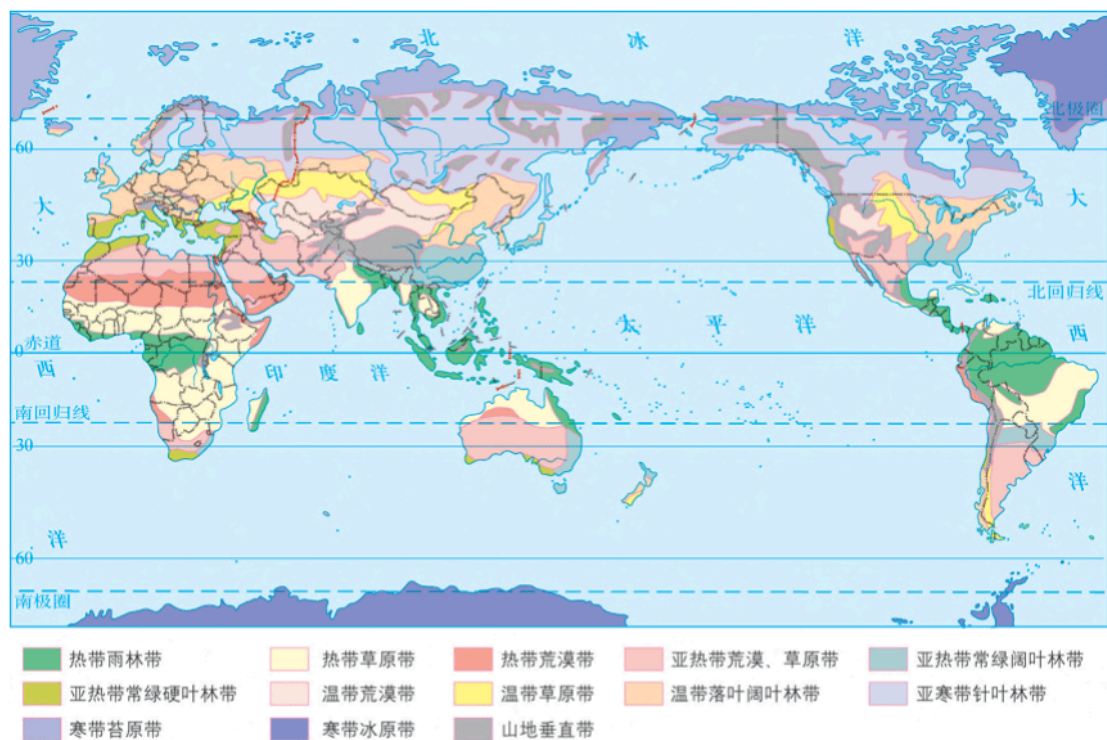 北 冰 洋
北极圈
60
大
大
30
北回归线
太 平 洋
赤道
0
西
西
印 度 洋
南回归线
30
洋
洋
60
南极圈
热带雨林带 热带草原带 热带荒漠带 亚热带荒漠、草原带 亚热带常绿阔叶林带
亚热带常绿硬叶林带 温带荒漠带 温带草原带 温带落叶阔叶林带 亚寒带针叶林带
寒带苔原带 寒带冰原带 山地垂直带